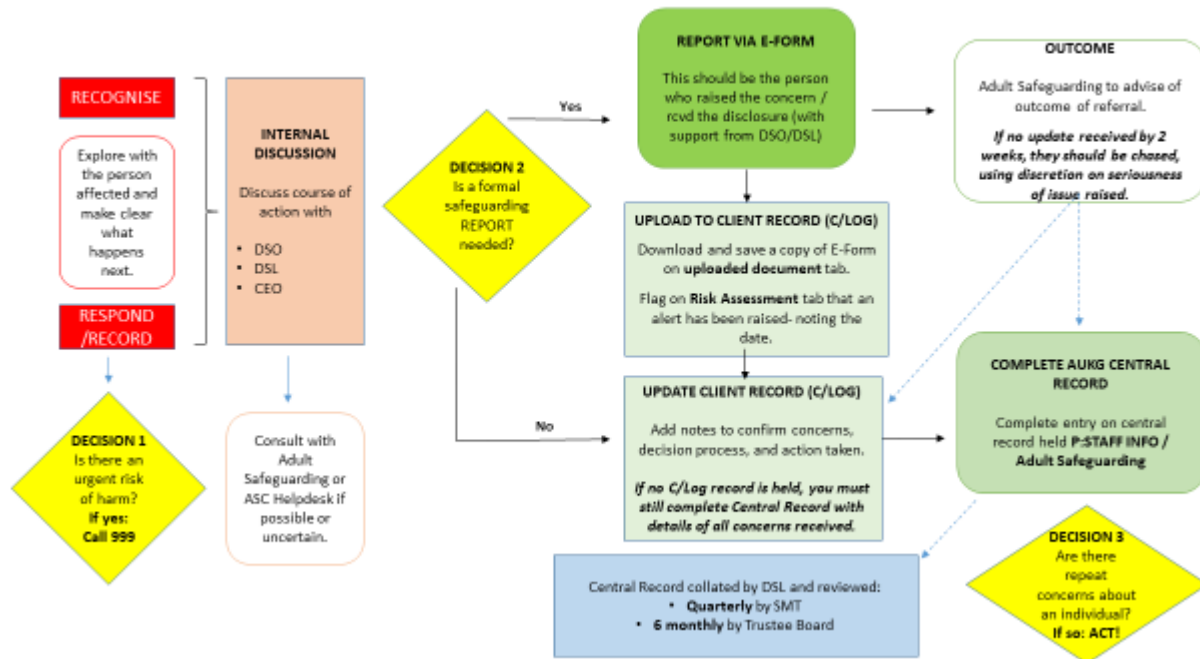 RECOGNISE
Explore with
the person
affected and
make clear
what
happens
next.
RESPOND
/RECORD
DECISION 1
Is there an
urgent risk
of harm?
If yes:
Call 999
INTERNAL
DISCUSSION
Discuss course of
action with
• DSO
• DSL
• CEO
Consult with
Adult
Safeguarding or
ASC Helpdesk if
possible or
uncertain.
DECISION 2
Is a formal
safeguarding
REPORT
needed?
Yes
No
REPORT VIA E-FORM
This should be the person
who raised the concern /
rcvd the disclosure (with
support from DSO/DSL)
UPLOAD TO CLIENT RECORD (C/LOG)
Download and save a copy of E-Form
on uploaded document tab.
Flag on Risk Assessment tab that an
alert has been raised- noting the
date.
UPDATE CLIENT RECORD (C/LOG)
Add notes to confirm concerns,
decision process, and action taken.
If no C/Log record is held, you must
still complete Central Record with
details of all concerns received.
OUTCOME
Adult Safeguarding to advise of
outcome of referral.
If no update received by 2
weeks, they should be chased,
using discretion on seriousness
of issue raised.
COMPLETE AUKG CENTRAL
RECORD
Complete entry on central
record held P:STAFF INFO /
Adult Safeguarding
Central Record collated by DSL and reviewed:
• Quarterly by SMT
• 6 monthly by Trustee Board
DECISION 3
Are there
repeat
concerns about
an individual?
If so: ACT!